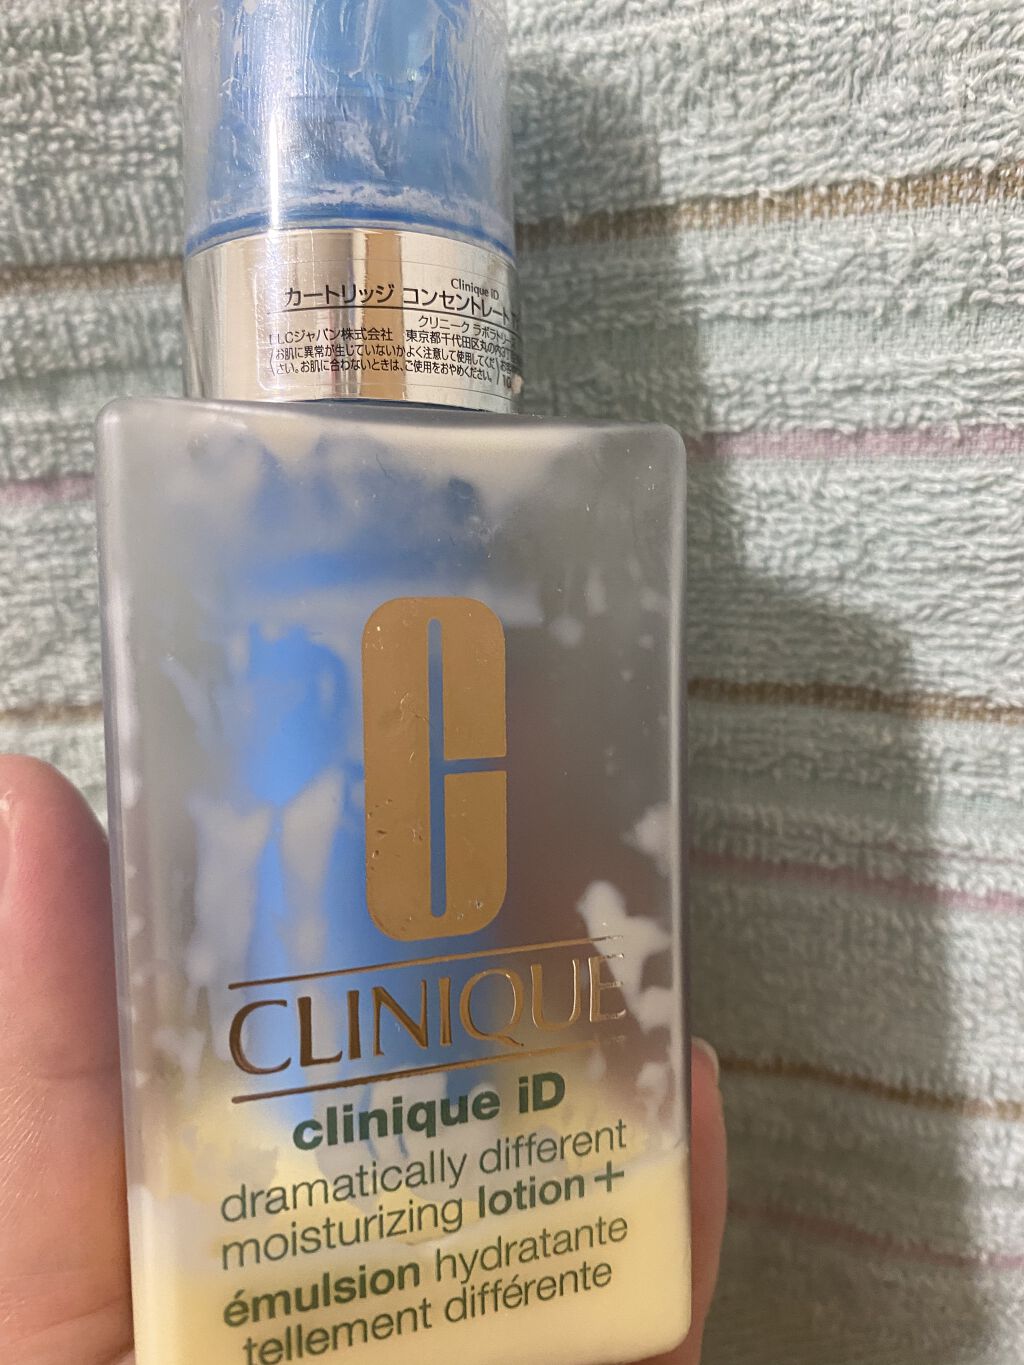 Clinique iD
カートリッジ コンセントレート
クリニーク ラボラトリー
LCジャパン株式会社 東京都千代田区丸の内
お肌に異常が生じていないかよく注意して使用してくだ
さい。お肌に合わないときは、ご使用をおやめください。
C
CLINIQUE
clinique iD
dramatically different
moisturizing lotion+
émulsion hydratante
tellement différente